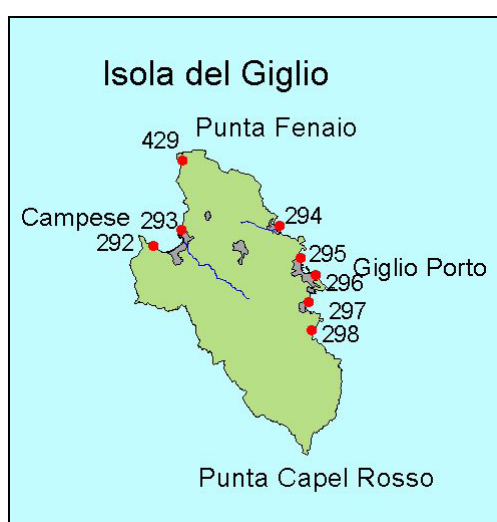 Isola del Giglio
Punta Fenaio
429
Campese
293
294
292
295
Giglio Porto
296
297
298
Punta Capel Rosso